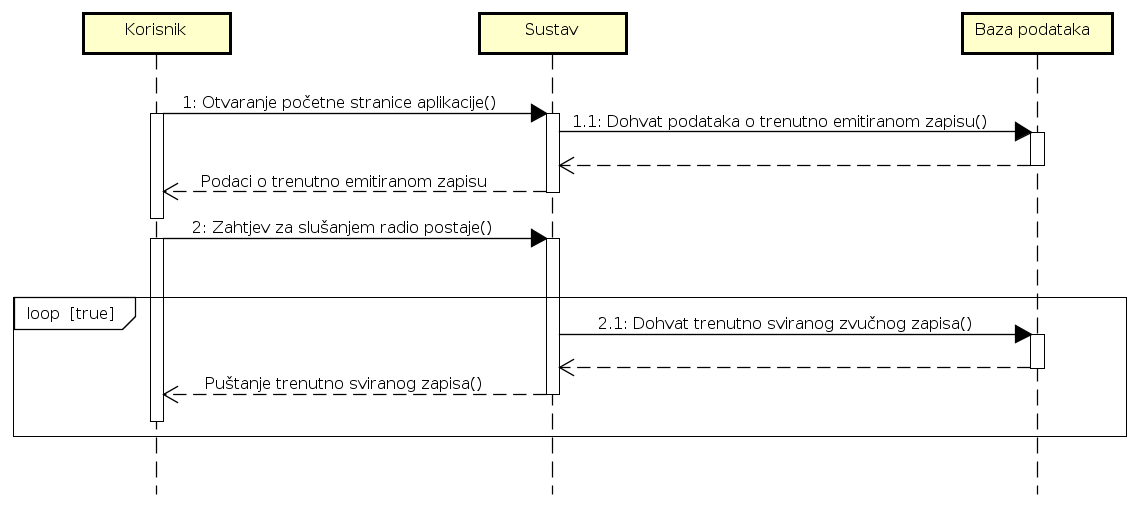 Korisnik
Sustav
Baza podataka
1: Otvaranje početne stranice aplikacije()
1.1: Dohvat podataka o trenutno emitiranom zapisu()
Podaci o trenutno emitiranom zapisu
2: Zahtjev za slušanjem radio postaje()
loop [true]
2.1: Dohvat trenutno sviranog zvučnog zapisa()
Puštanje trenutno sviranog zapisa()